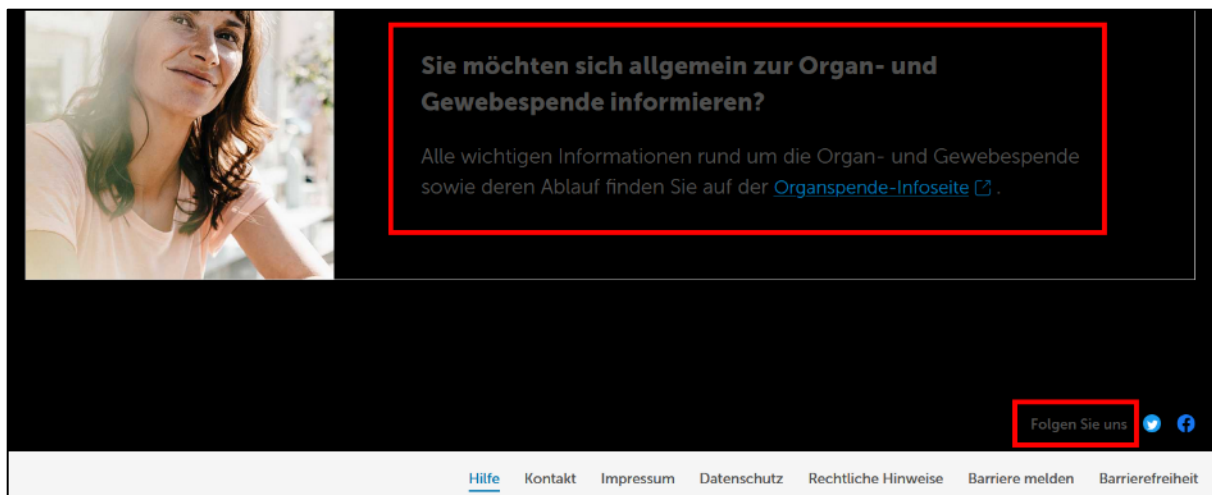 Sie möchten sich allgemein zur Organ- und
Gewebespende informieren?
Alle wichtigen Informationen rund um die Organ- und Gewebespende
sowie deren Ablauf finden Sie auf der Organspende-Infoseite.
Folgen Sie uns
Hilfe Kontakt Impressum Datenschutz Rechtliche Hinweise Barriere melden Barrierefreiheit